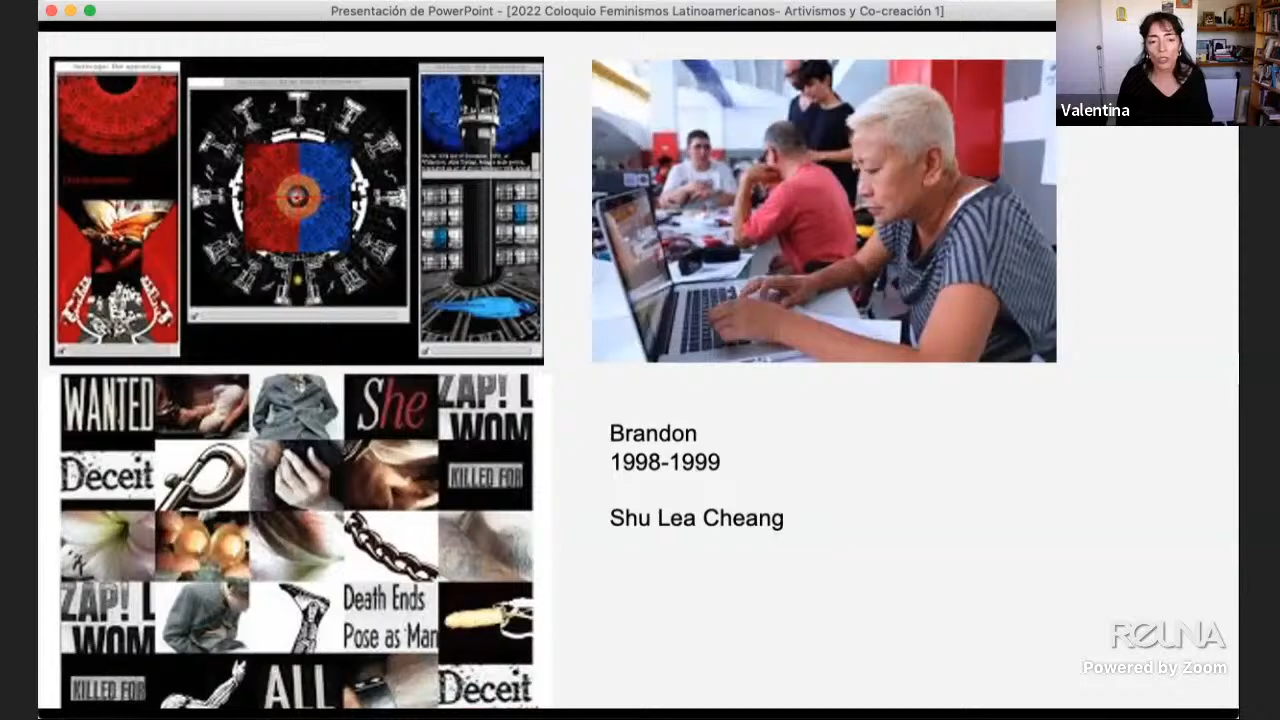 Presentación de PowerPoint - [2022 Coloquio Feminismos Latinoamericanos- Artivismos y Co-creación 1]
Valentina
WANTED
She
ZAP! L
WOM
Deceit
KILLED FOR
ZAP! L
WOM
Death Ends
Pose as Man
KILLED FOR
ALL
Deceit
Brandon
1998-1999
Shu Lea Cheang
REUNA
Powered by Zoom